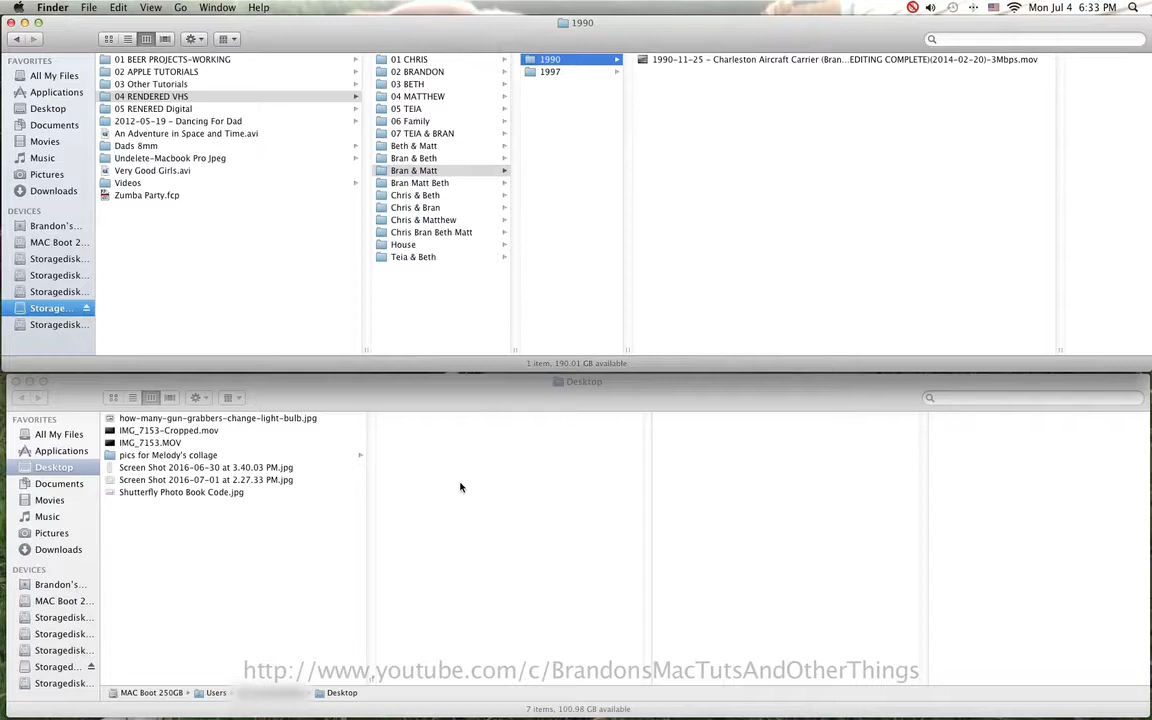 Finder File Edit View Go Window Help Mon Jul 4 6:33 PM
1990
FAVORITES
All My Files
Applications
Desktop
Documents
Movies
Music
Pictures
Downloads
DEVICES
Brandon's...
MAC Boot 2...
Storagedisk...
Storagedisk...
Storagedisk...
Storage...
Storagedisk...
01 BEER PROJECTS-WORKING
02 APPLE TUTORIALS
03 Other Tutorials
04 RENDERED VHS
05 RENERED Digital
2012-05-19 - Dancing For Dad
An Adventure in Space and Time.avi
Dads 8mm
Undelete-Macbook Pro Jpeg
Very Good Girls.avi
Videos
Zumba Party.fcp
01 CHRIS
02 BRANDON
03 BETH
04 MATTHEW
05 TEIA
06 Family
07 TEIA & BRAN
Beth & Matt
Bran & Beth
Bran & Matt
Bran Matt Beth
Chris & Beth
Chris & Bran
Chris & Matthew
Chris Bran Beth Matt
House
Teia & Beth
1990
1997
1990-11-25 - Charleston Aircraft Carrier (Bran...EDITING COMPLETE)(2014-02-20)-3Mbps.mov
1 item, 190.01 GB available
Desktop
FAVORITES
All My Files
Applications
Desktop
Documents
Movies
Music
Pictures
Downloads
DEVICES
Brandon's...
MAC Boot 2...
Storagedisk...
Storagedisk...
Storagedisk...
Storaged...
Storagedisk...
how-many-gun-grabbers-change-light-bulb.jpg
IMG_7153-Cropped.mov
IMG_7153.MOV
pics for Melody's collage
Screen Shot 2016-06-30 at 3.40.03 PM.jpg
Screen Shot 2016-07-01 at 2.27.33 PM.jpg
Shutterfly Photo Book Code.jpg
http://www.youtube.com/c/BrandonsMacTutsAndOtherThings
MAC Boot 250GB Users Desktop
7 items, 100.98 GB available